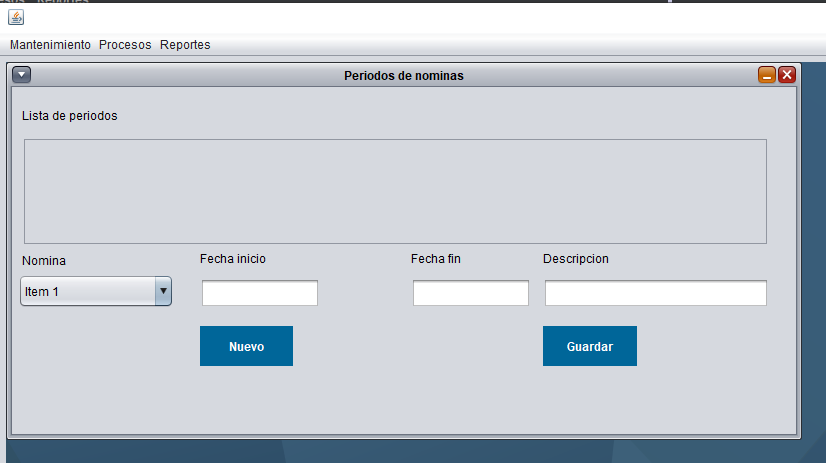 Mantenimiento Procesos Reportes
Periodos de nominas
Lista de periodos
Nomina Fecha inicio Fecha fin Descripcion
Item 1
Nuevo Guardar